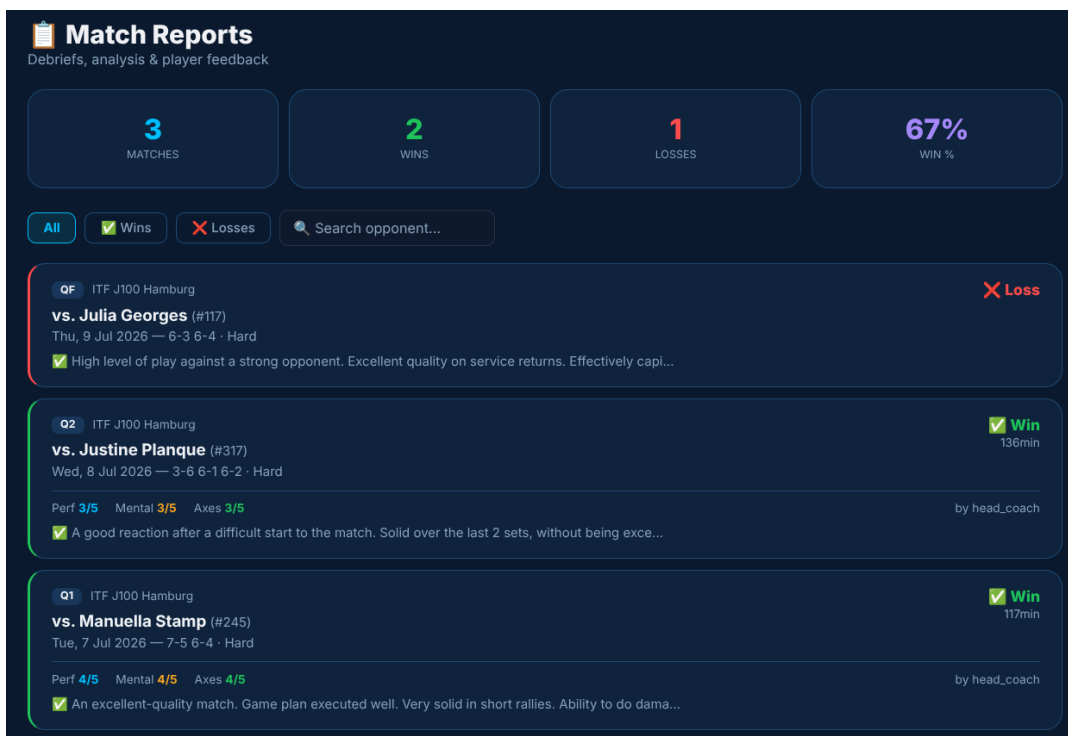 📋 Match Reports
Debriefs, analysis & player feedback
3
MATCHES
2
WINS
1
LOSSES
67%
WIN %
All
✅ Wins
❌ Losses
🔍 Search opponent...
QF ITF J100 Hamburg
❌ Loss
vs. Julia Georges (#117)
Thu, 9 Jul 2026 — 6-3 6-4 · Hard
✅ High level of play against a strong opponent. Excellent quality on service returns. Effectively capi...
Q2 ITF J100 Hamburg
✅ Win
136min
vs. Justine Planque (#317)
Wed, 8 Jul 2026 — 3-6 6-1 6-2 · Hard
Perf 3/5 Mental 3/5 Axes 3/5
by head_coach
✅ A good reaction after a difficult start to the match. Solid over the last 2 sets, without being exce...
Q1 ITF J100 Hamburg
✅ Win
117min
vs. Manuella Stamp (#245)
Tue, 7 Jul 2026 — 7-5 6-4 · Hard
Perf 4/5 Mental 4/5 Axes 4/5
by head_coach
✅ An excellent-quality match. Game plan executed well. Very solid in short rallies. Ability to do dama...